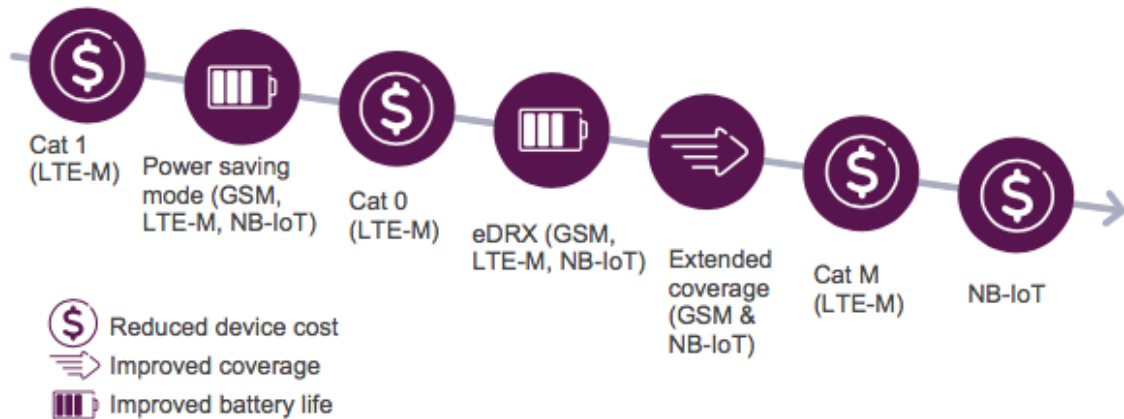 Cat 1
(LTE-M)
Power saving
mode (GSM,
LTE-M, NB-IoT)
Cat 0
(LTE-M)
eDRX (GSM,
LTE-M, NB-IoT)
Extended
coverage
(GSM &
NB-IoT)
Cat M
(LTE-M)
NB-IoT
$ Reduced device cost
Improved coverage
Improved battery life